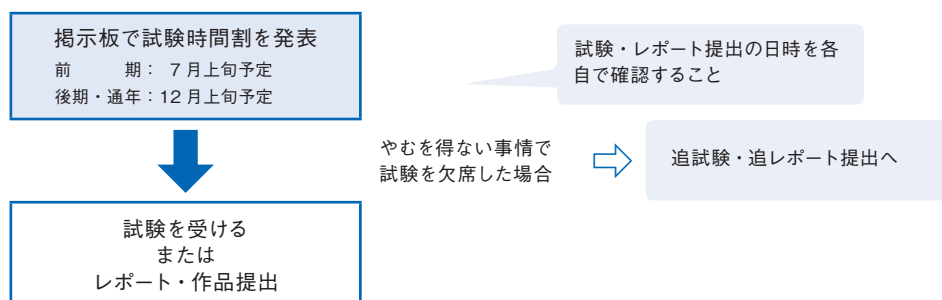 掲示板で試験時間割を発表
前　　期： 7月上旬予定
後期・通年：12月上旬予定
試験・レポート提出の日時を各
自で確認すること
やむを得ない事情で
試験を欠席した場合
追試験・追レポート提出へ
試験を受ける
または
レポート・作品提出